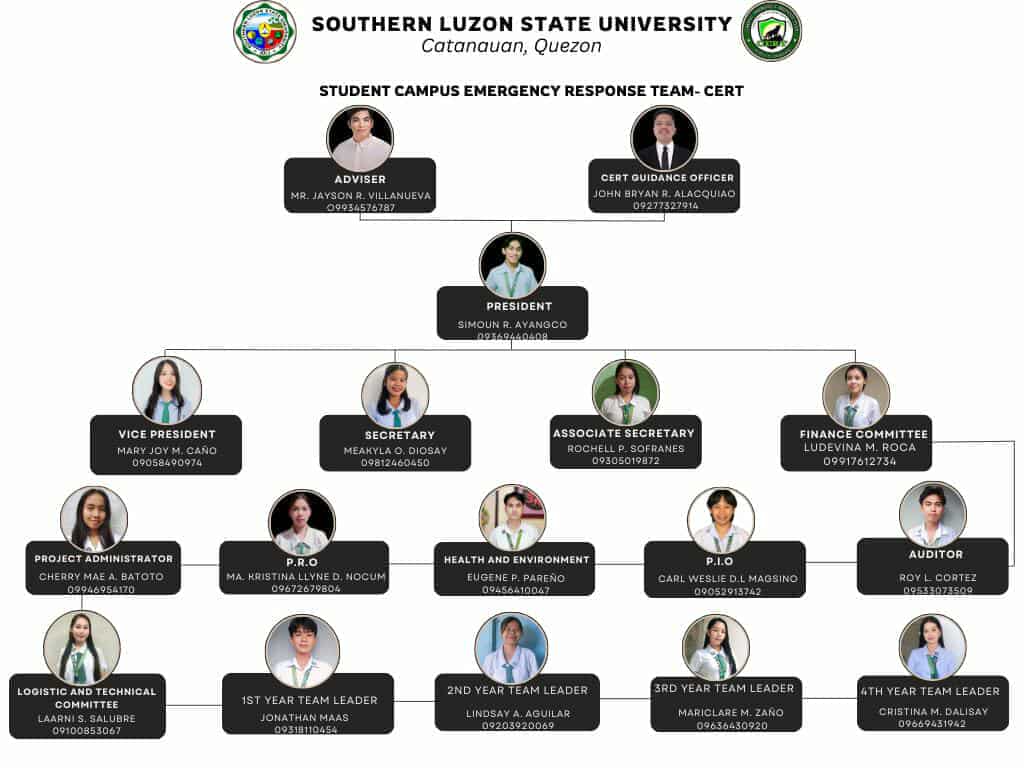 SOUTHERN LUZON STATE UNIVERSITY
Catanauan, Quezon
STUDENT CAMPUS EMERGENCY RESPONSE TEAM- CERT
ADVISER
MR. JAYSON R. VILLANUEVA
O9934576787
CERT GUIDANCE OFFICER
JOHN BRYAN R. ALACQUIAO
09277327914
PRESIDENT
SIMOUN R. AYANGCO
09369440408
VICE PRESIDENT
MARY JOY M. CAÑO
09058490974
SECRETARY
MEAKYLA O. DIOSAY
09812460450
ASSOCIATE SECRETARY
ROCHELL P. SOFRANES
09305019872
FINANCE COMMITTEE
LUDEVINA M. ROCA
09917612734
PROJECT ADMINISTRATOR
CHERRY MAE A. BATOTO
09946954170
P.R.O
MA. KRISTINA LLYNE D. NOCUM
09672679804
HEALTH AND ENVIRONMENT
EUGENE P. PAREÑO
09456410047
P.I.O
CARL WESLIE D.L MAGSINO
09052913742
AUDITOR
ROY L. CORTEZ
09533073509
LOGISTIC AND TECHNICAL
COMMITTEE
LAARNI S. SALUBRE
09100853067
1ST YEAR TEAM LEADER
JONATHAN MAAS
09318110454
2ND YEAR TEAM LEADER
LINDSAY A. AGUILAR
09203920069
3RD YEAR TEAM LEADER
MARICLARE M. ZAÑO
09636430920
4TH YEAR TEAM LEADER
CRISTINA M. DALISAY
09669431942